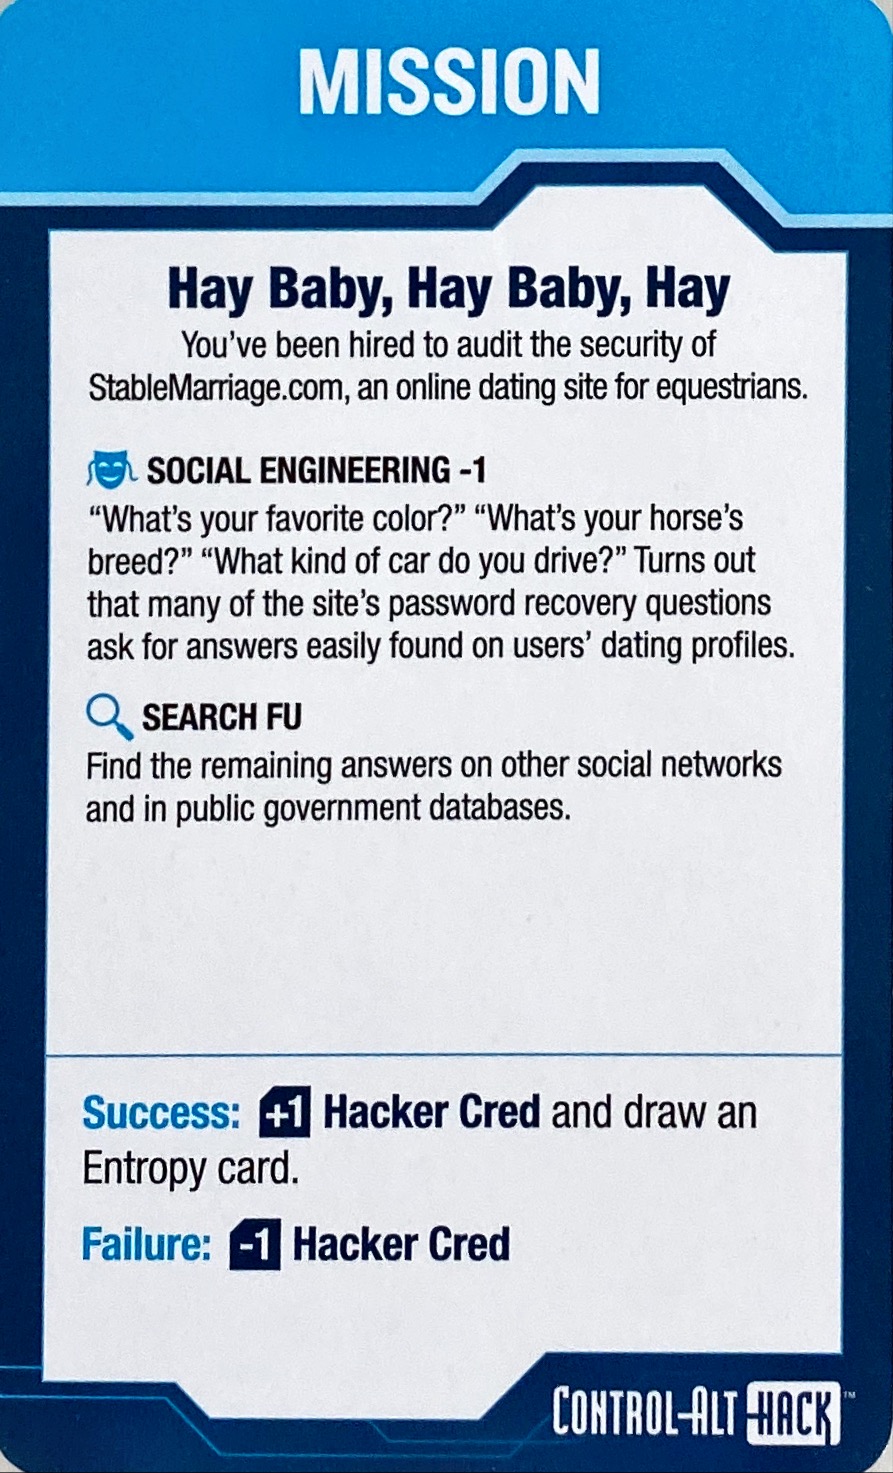 MISSION
Hay Baby, Hay Baby, Hay
You’ve been hired to audit the security of
StableMarriage.com, an online dating site for equestrians.
SOCIAL ENGINEERING -1
“What’s your favorite color?” “What’s your horse’s
breed?” “What kind of car do you drive?” Turns out
that many of the site’s password recovery questions
ask for answers easily found on users’ dating profiles.
SEARCH FU
Find the remaining answers on other social networks
and in public government databases.
Success: +1 Hacker Cred and draw an
Entropy card.
Failure: -1 Hacker Cred
CONTROL-ALT-HACK™